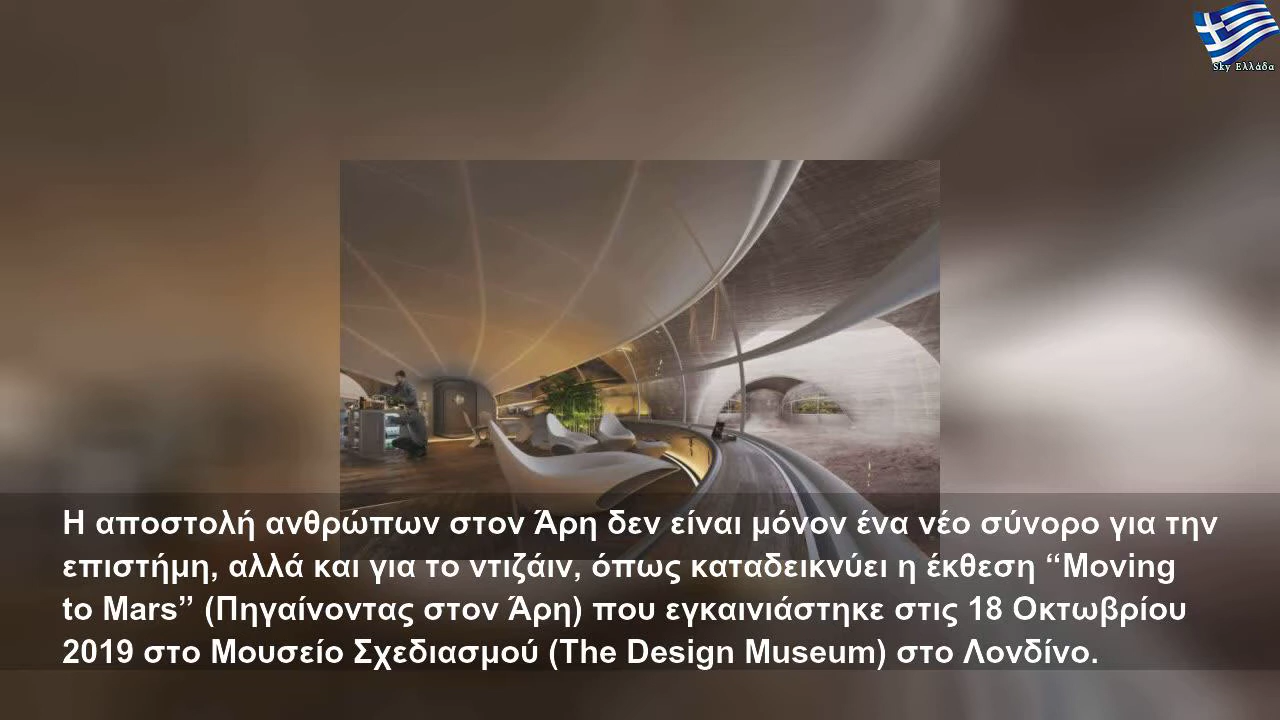 Sky Ελλάδα
Η αποστολή ανθρώπων στον Άρη δεν είναι μόνον ένα νέο σύνορο για την
επιστήμη, αλλά και για το ντιζάιν, όπως καταδεικνύει η έκθεση “Moving
to Mars” (Πηγαίνοντας στον Άρη) που εγκαινιάστηκε στις 18 Οκτωβρίου
2019 στο Μουσείο Σχεδιασμού (The Design Museum) στο Λονδίνο.